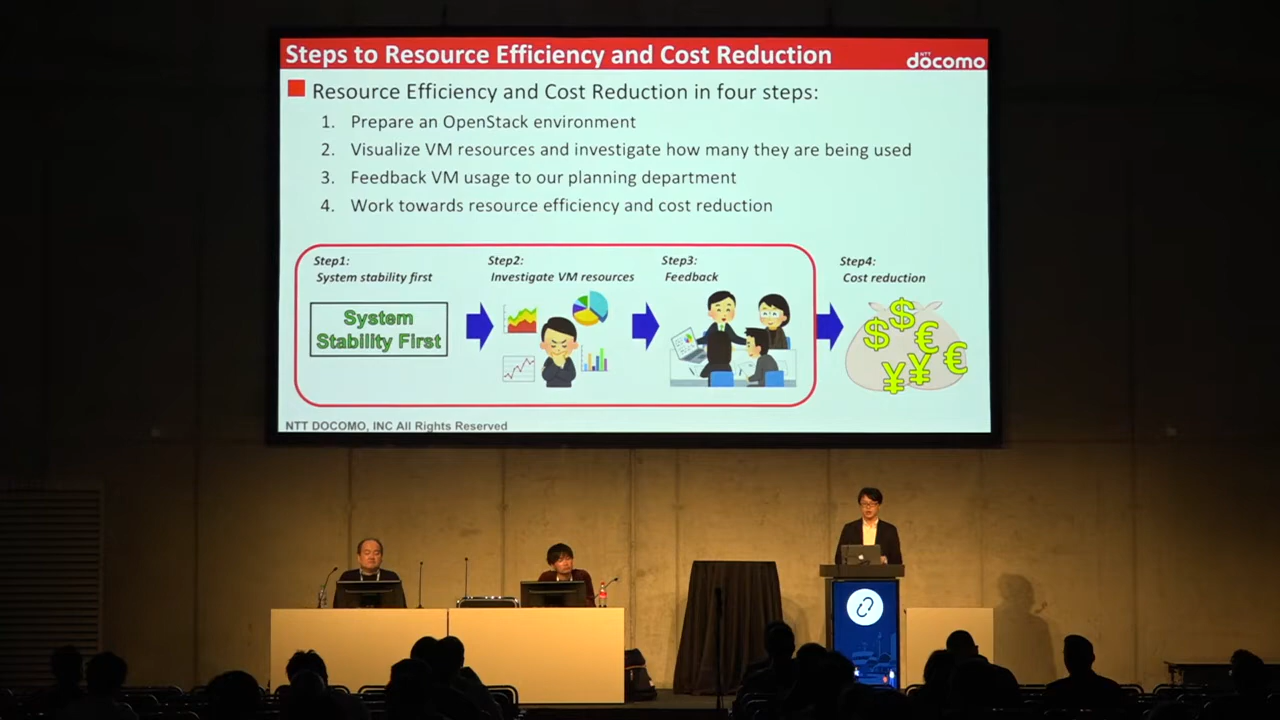 Steps to Resource Efficiency and Cost Reduction
NTT
döcomo
Resource Efficiency and Cost Reduction in four steps:
1. Prepare an OpenStack environment
2. Visualize VM resources and investigate how many they are being used
3. Feedback VM usage to our planning department
4. Work towards resource efficiency and cost reduction
Step1:
System stability first
Step2:
Investigate VM resources
Step3:
Feedback
Step4:
Cost reduction
System
Stability First
$ $ € € ¥ ¥
NTT DOCOMO, INC All Rights Reserved